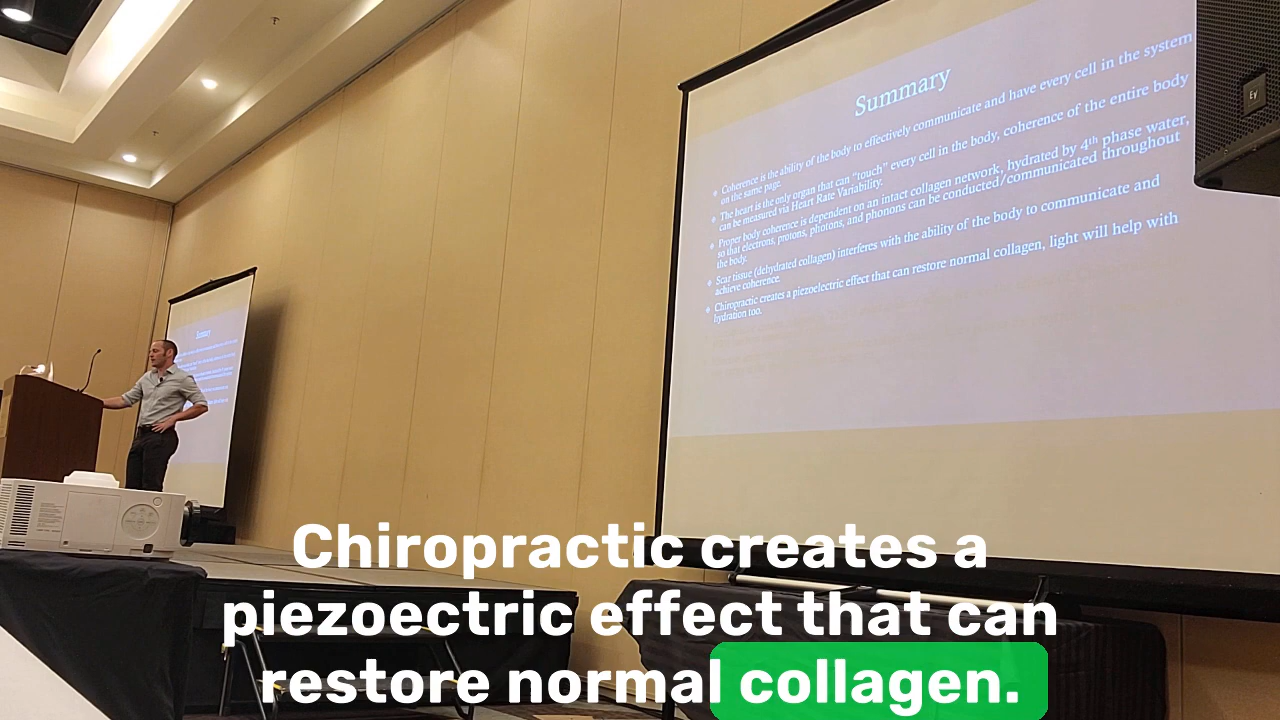 Summary
Coherence is the ability of the body to effectively communicate and have every cell in the system
on the same page.
The heart is the only organ that can “touch” every cell in the body, coherence of the entire body
can be measured via Heart Rate Variability.
Proper body coherence is dependent on an intact collagen network, hydrated by 4th phase water,
so that electrons, protons, photons, and phonons can be conducted/communicated throughout
the body.
Scar tissue (dehydrated collagen) interferes with the ability of the body to communicate and
achieve coherence.
Chiropractic creates a piezoelectric effect that can restore normal collagen, light will help with
hydration too.
Ev
Summary
Chiropractic creates a
piezoectric effect that can
restore normal collagen.